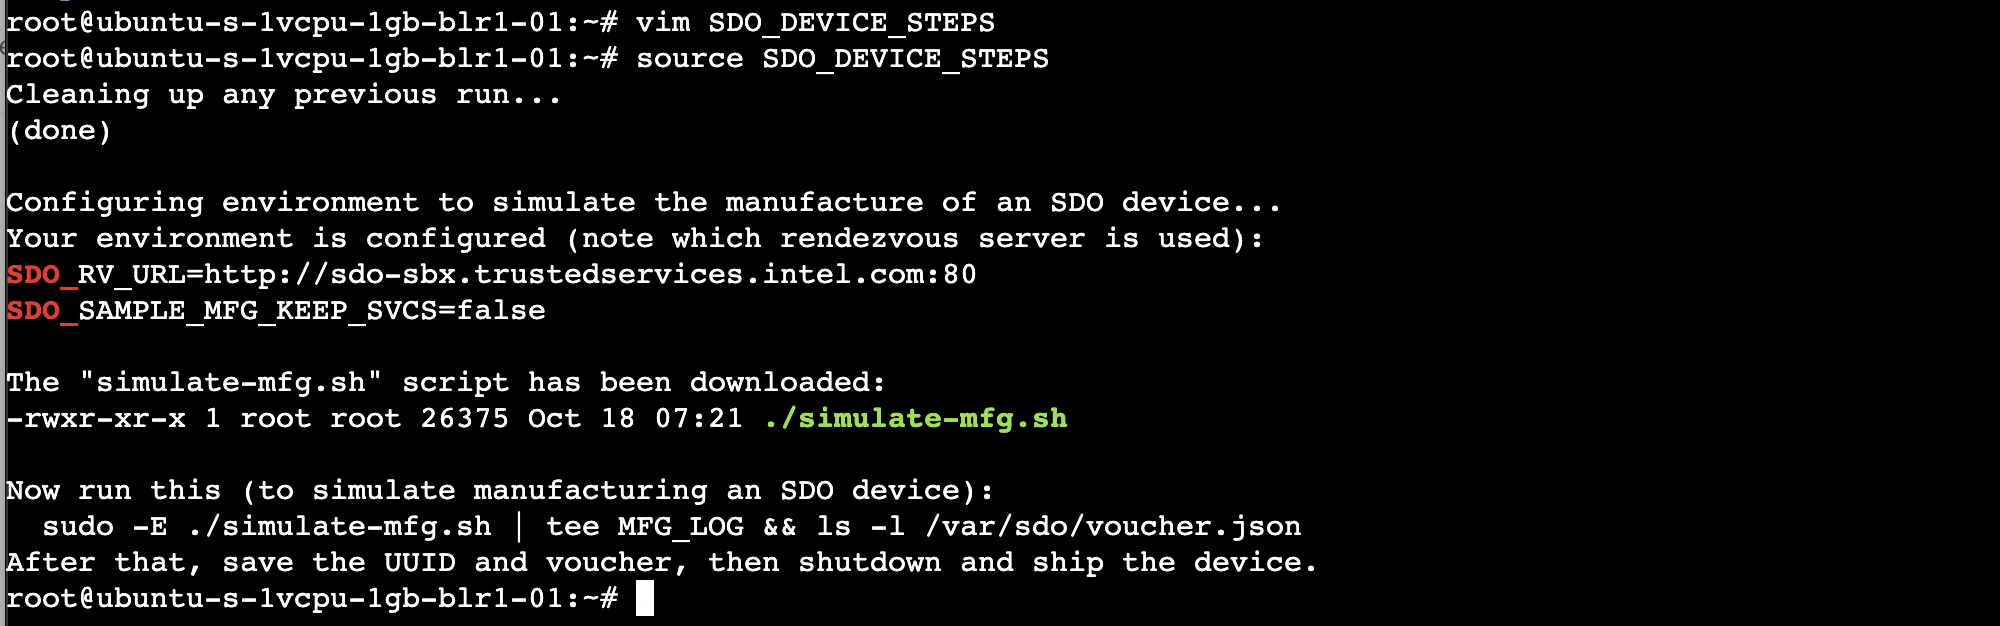 root@ubuntu-s-1vcpu-1gb-blr1-01:~# vim SDO_DEVICE_STEPS
root@ubuntu-s-1vcpu-1gb-blr1-01:~# source SDO_DEVICE_STEPS
Cleaning up any previous run...
(done)
Configuring environment to simulate the manufacture of an SDO device...
Your environment is configured (note which rendezvous server is used):
SDO_RV_URL=http://sdo-sbx.trustedservices.intel.com:80
SDO_SAMPLE_MFG_KEEP_SVCS=false
The "simulate-mfg.sh" script has been downloaded:
-rwxr-xr-x 1 root root 26375 Oct 18 07:21 ./simulate-mfg.sh
Now run this (to simulate manufacturing an SDO device):
  sudo -E ./simulate-mfg.sh | tee MFG_LOG && ls -l /var/sdo/voucher.json
After that, save the UUID and voucher, then shutdown and ship the device.
root@ubuntu-s-1vcpu-1gb-blr1-01:~#